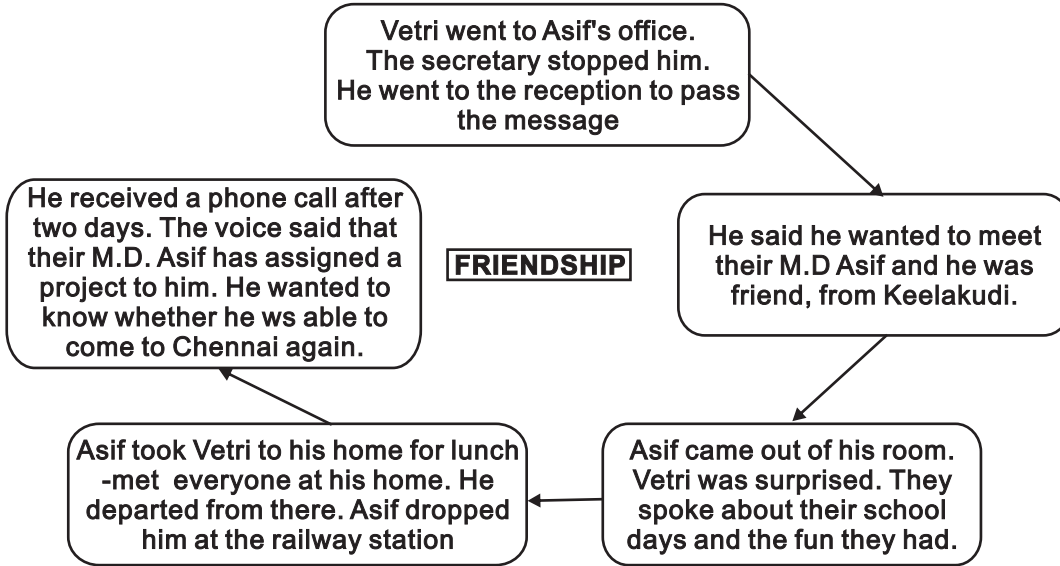 Vetri went to Asif's office.
The secretary stopped him.
He went to the reception to pass
the message
He said he wanted to meet
their M.D Asif and he was
friend, from Keelakudi.
Asif came out of his room.
Vetri was surprised. They
spoke about their school
days and the fun they had.
Asif took Vetri to his home for lunch
-met everyone at his home. He
departed from there. Asif dropped
him at the railway station
He received a phone call after
two days. The voice said that
their M.D. Asif has assigned a
project to him. He wanted to
know whether he ws able to
come to Chennai again.
FRIENDSHIP